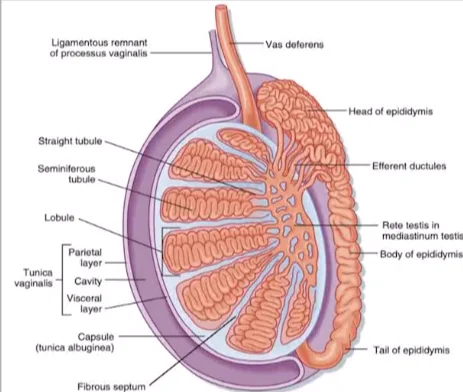 Ligamentous remnant
of processus vaginalis
Vas deferens
Head of epididymis
Straight tubule
Efferent ductules
Seminiferous
tubule
Lobule
Rete testis in
mediastinum testis
Body of epididymis
Tunica
vaginalis
Parietal
layer
Cavity
Visceral
layer
Capsule
(tunica albuginea)
Tail of epididymis
Fibrous septum